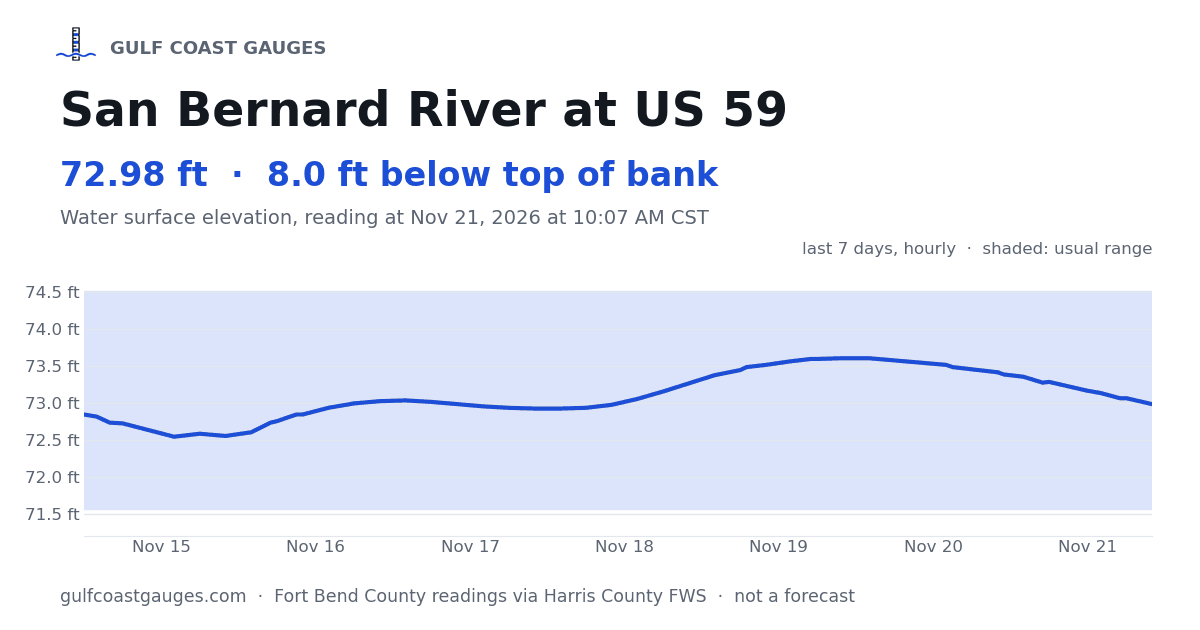 GULF COAST GAUGES
San Bernard River at US 59
72.98 ft · 8.0 ft below top of bank
Water surface elevation, reading at Nov 21, 2026 at 10:07 AM CST
last 7 days, hourly · shaded: usual range
74.5 ft
74.0 ft
73.5 ft
73.0 ft
72.5 ft
72.0 ft
71.5 ft
Nov 15 Nov 16 Nov 17 Nov 18 Nov 19 Nov 20 Nov 21
gulfcoastgauges.com · Fort Bend County readings via Harris County FWS · not a forecast